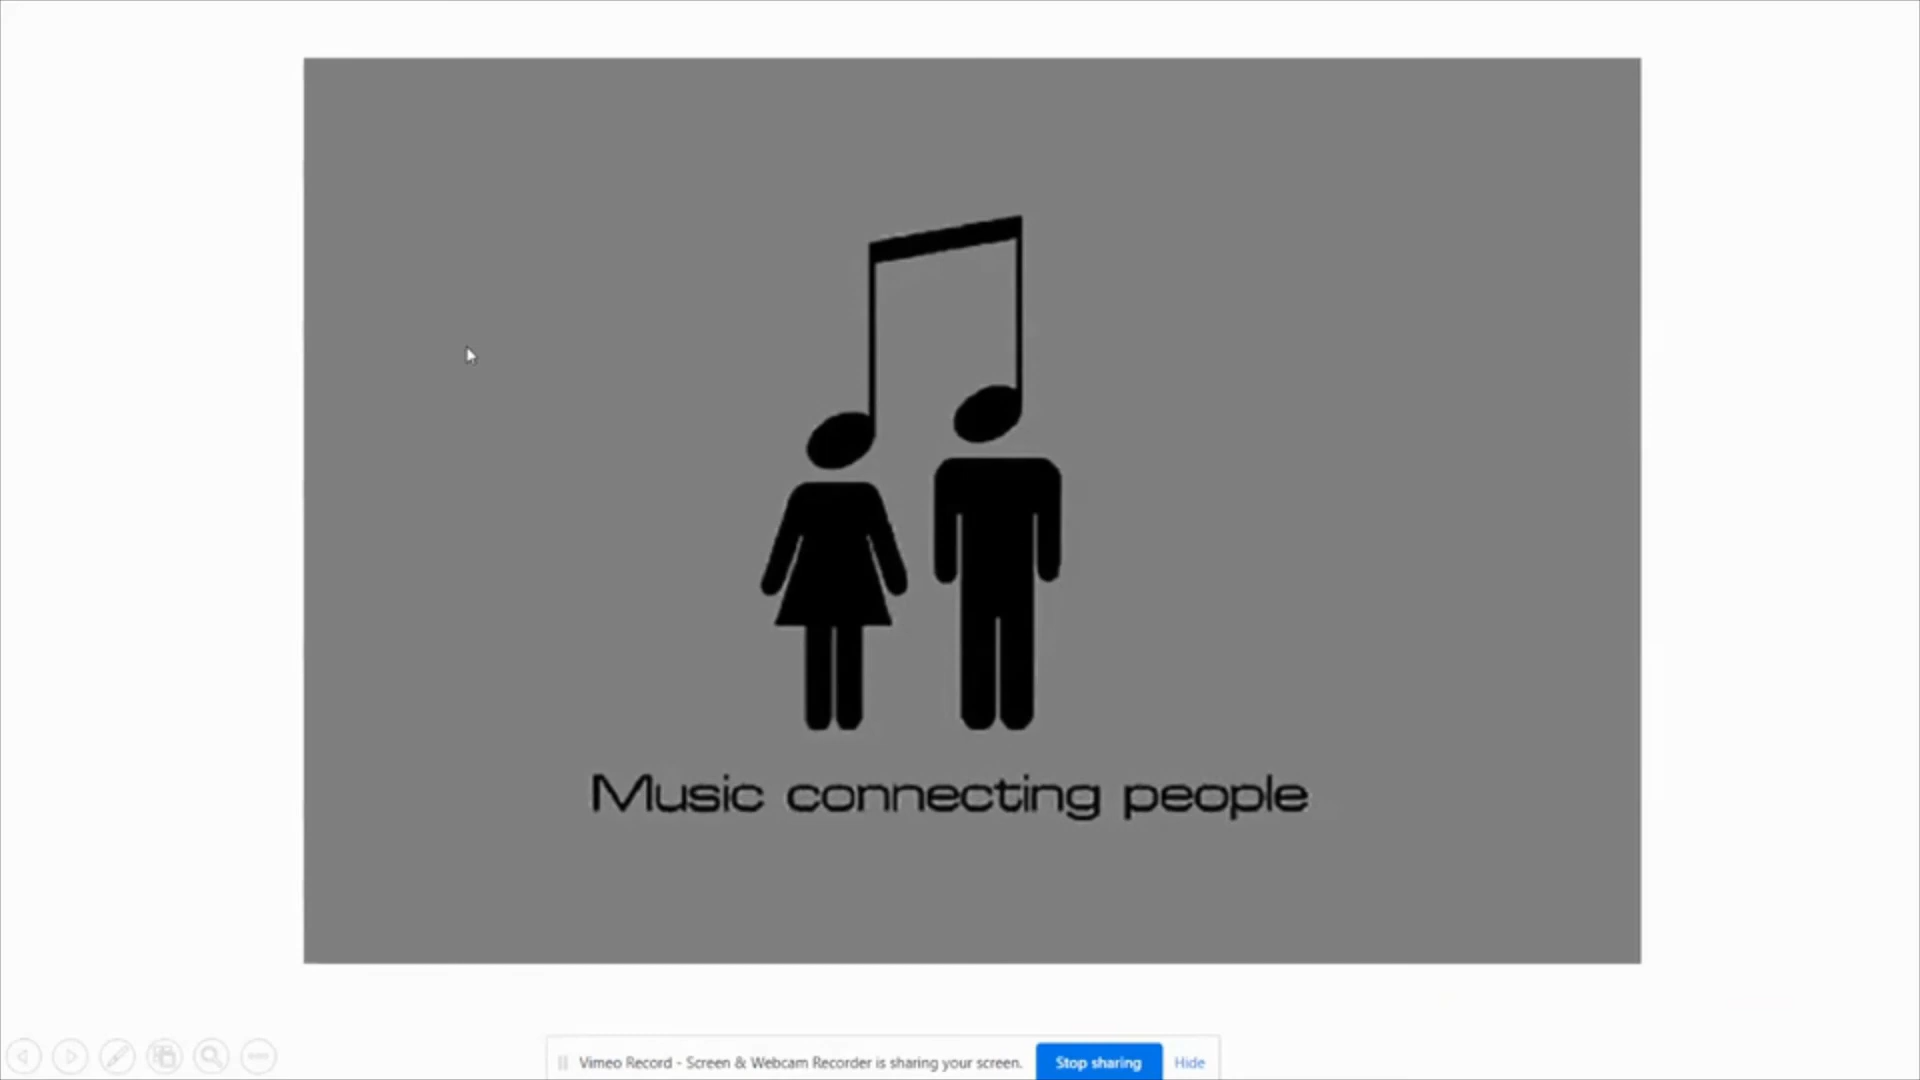 Music connecting people
Vimeo Record - Screen & Webcam Recorder is sharing your screen.
Stop sharing
Hide